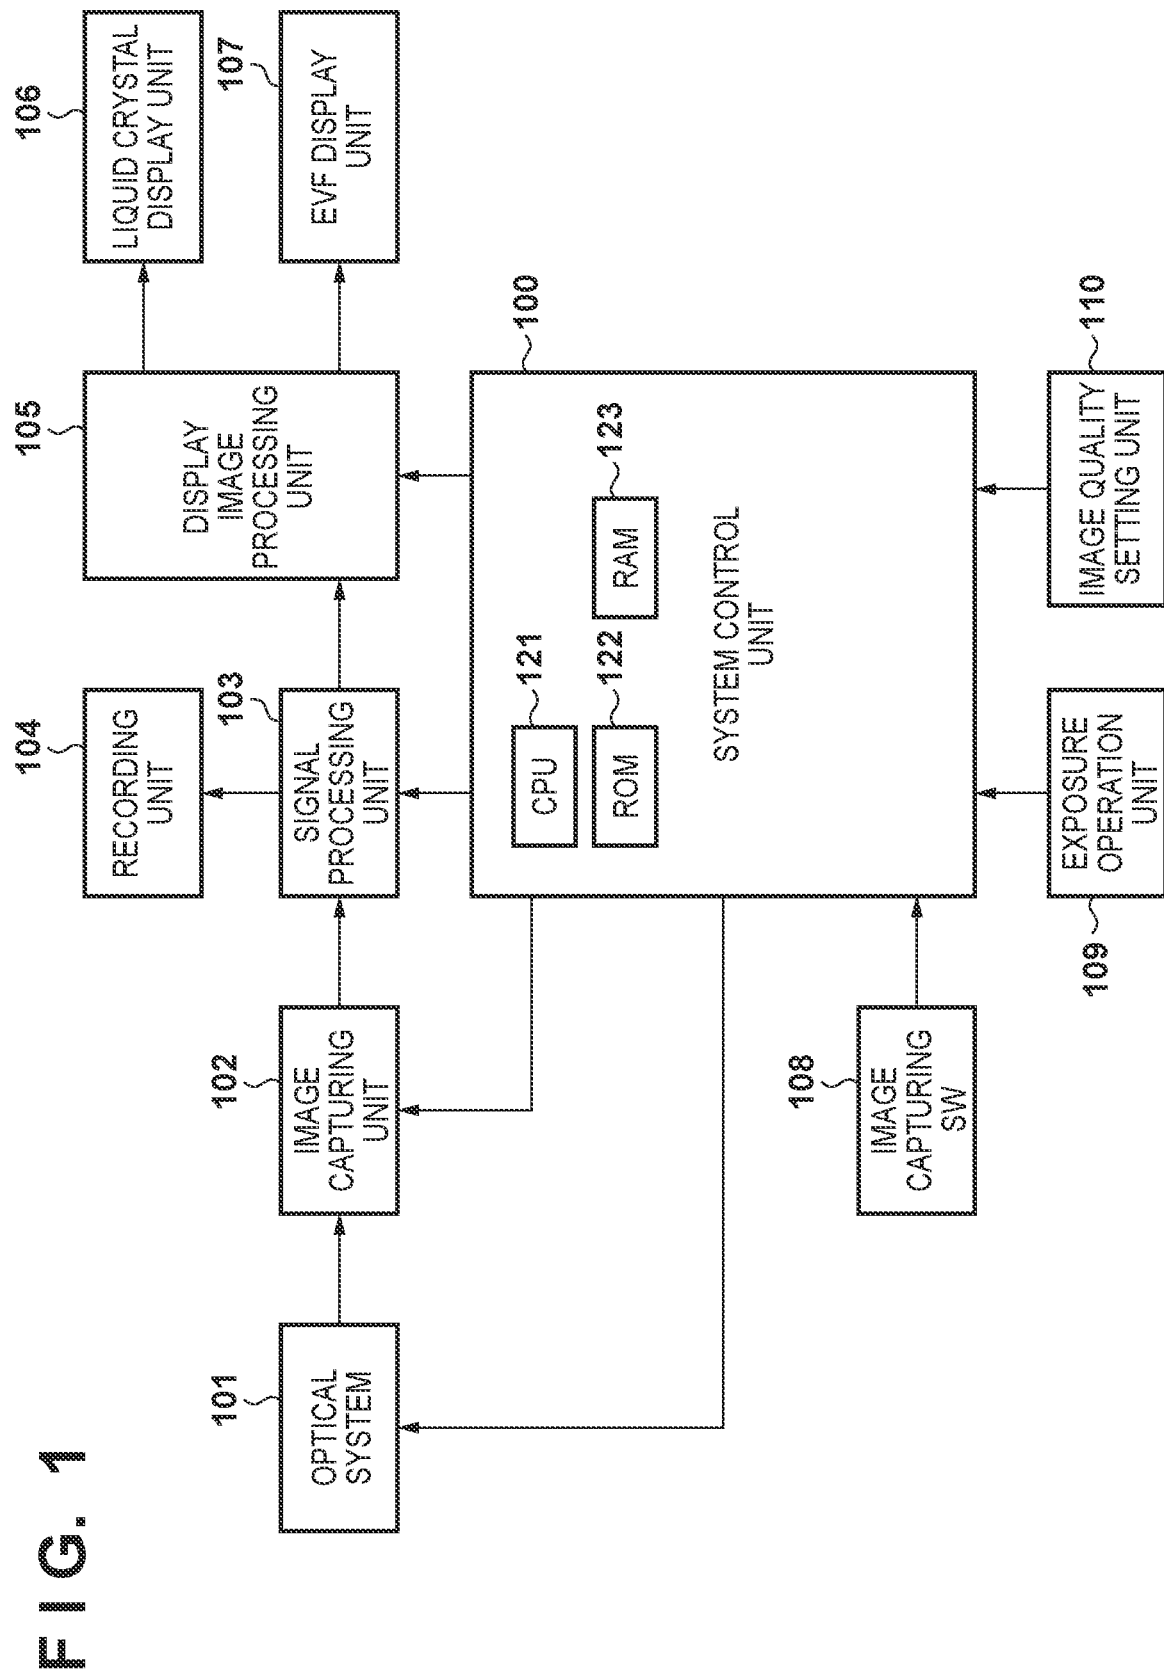 FIG. 1
106
LIQUID CRYSTAL
DISPLAY UNIT
107
EVF DISPLAY
UNIT
105
DISPLAY
IMAGE
PROCESSING
UNIT
104
RECORDING
UNIT
103
SIGNAL
PROCESSING
UNIT
102
IMAGE
CAPTURING
UNIT
101
OPTICAL
SYSTEM
100
121
CPU
122
ROM
123
RAM
SYSTEM CONTROL
UNIT
108
IMAGE
CAPTURING
SW
109
EXPOSURE
OPERATION
UNIT
110
IMAGE QUALITY
SETTING UNIT